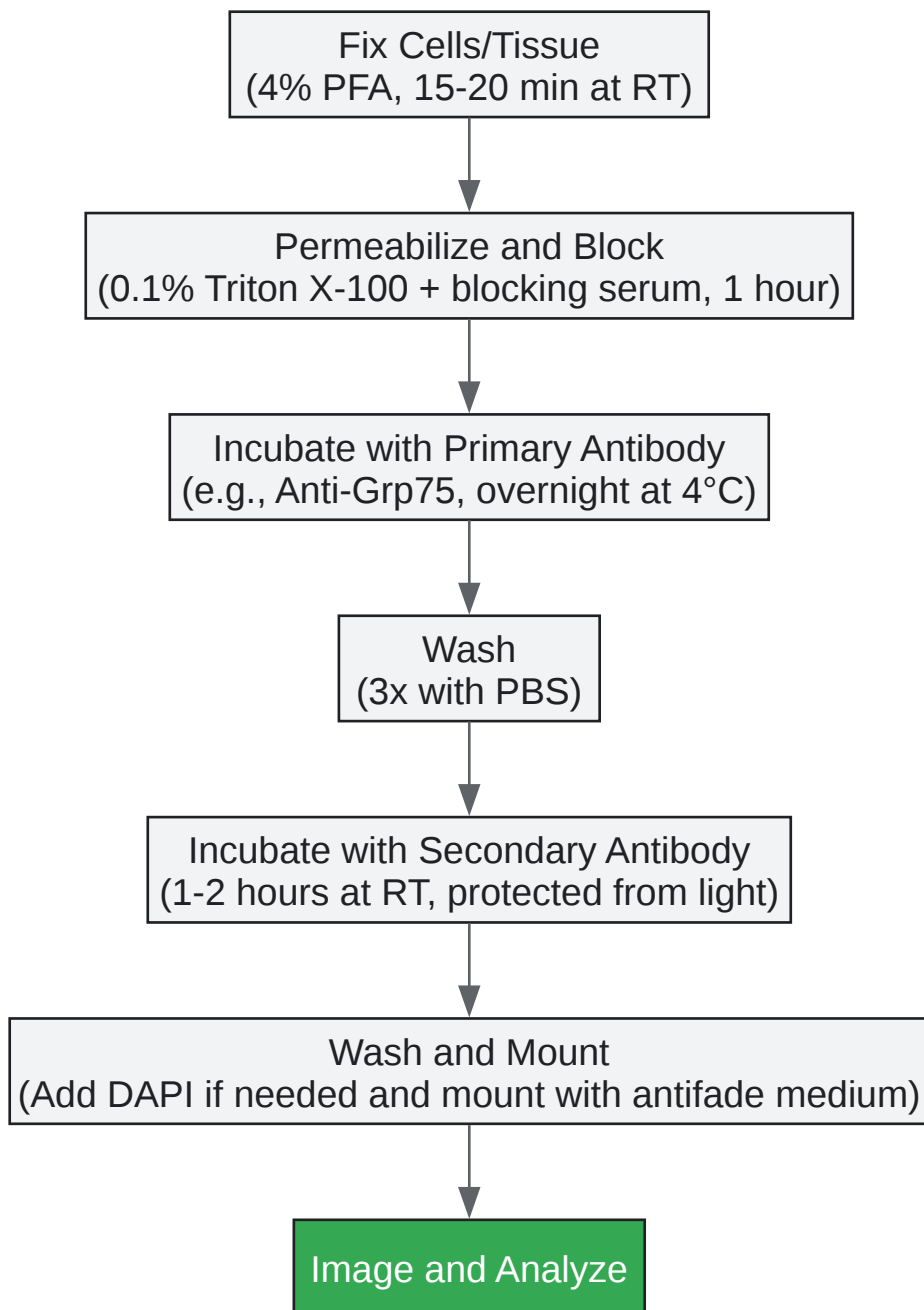 Fix Cells/Tissue
(4% PFA, 15-20 min at RT)
Permeabilize and Block
(0.1% Triton X-100 + blocking serum, 1 hour)
Incubate with Primary Antibody
(e.g., Anti-Grp75, overnight at 4°C)
Wash
(3x with PBS)
Incubate with Secondary Antibody
(1-2 hours at RT, protected from light)
Wash and Mount
(Add DAPI if needed and mount with antifade medium)
Image and Analyze